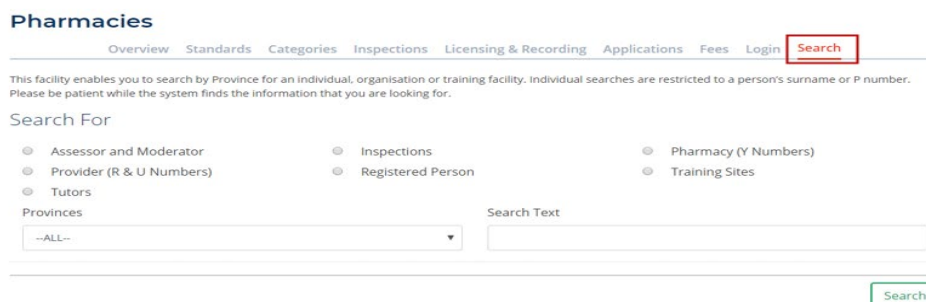 Pharmacies
Overview Standards Categories Inspections Licensing & Recording Applications Fees Login Search
This facility enables you to search by Province for an individual, organisation or training facility. Individual searches are restricted to a person's surname or P number.
Please be patient while the system finds the information that you are looking for.
Search For
Assessor and Moderator Inspections Pharmacy (Y Numbers)
Provider (R & U Numbers) Registered Person Training Sites
Tutors
Provinces Search Text
--ALL--
Search